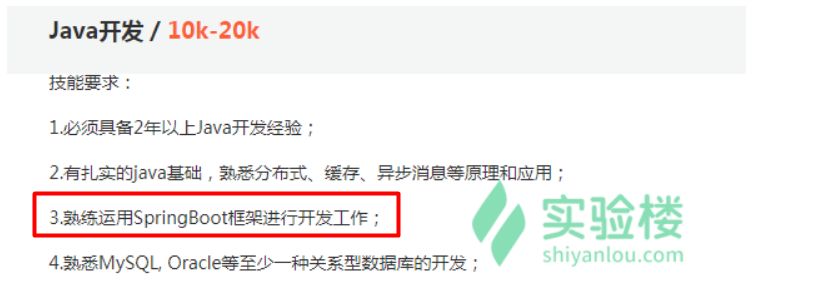 Java开发 / 10k-20k
技能要求：
1.必须具备2年以上Java开发经验；
2.有扎实的java基础，熟悉分布式、缓存、异步消息等原理和应用；
3.熟练运用SpringBoot框架进行开发工作；
4.熟悉MySQL, Oracle等至少一种关系型数据库的开发；
实验楼
shiyanlou.com